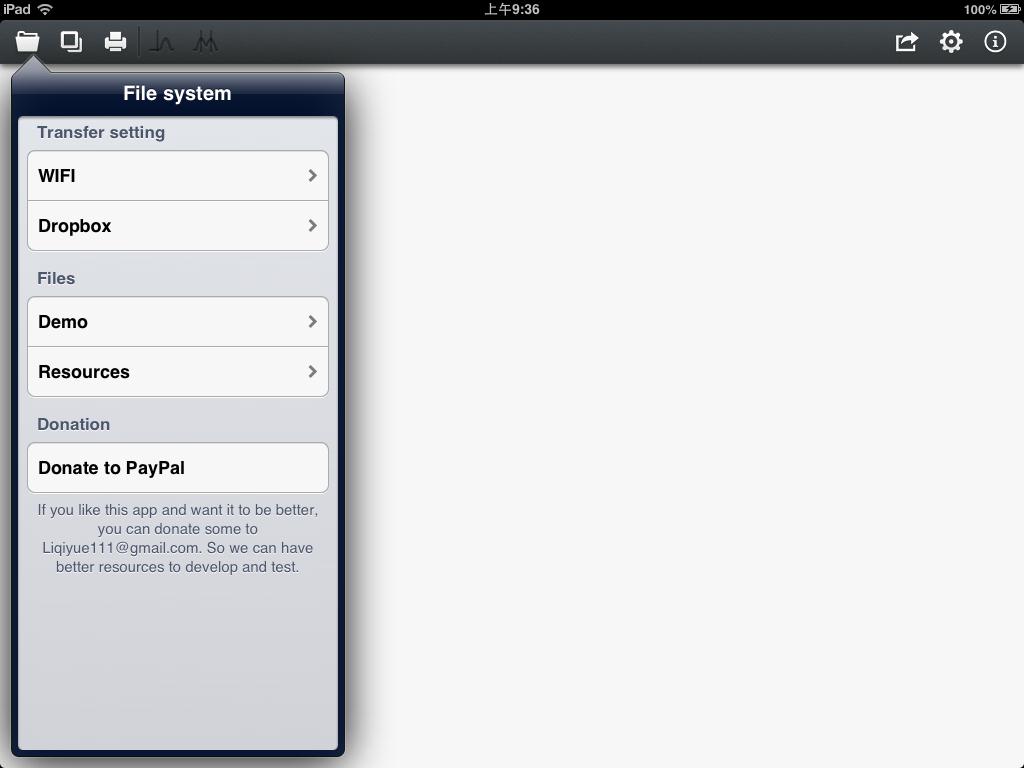 iPad 上午9:36 100%
File system
Transfer setting
WIFI
Dropbox
Files
Demo
Resources
Donation
Donate to PayPal
If you like this app and want it to be better,
you can donate some to
Liqiyue111@gmail.com. So we can have
better resources to develop and test.